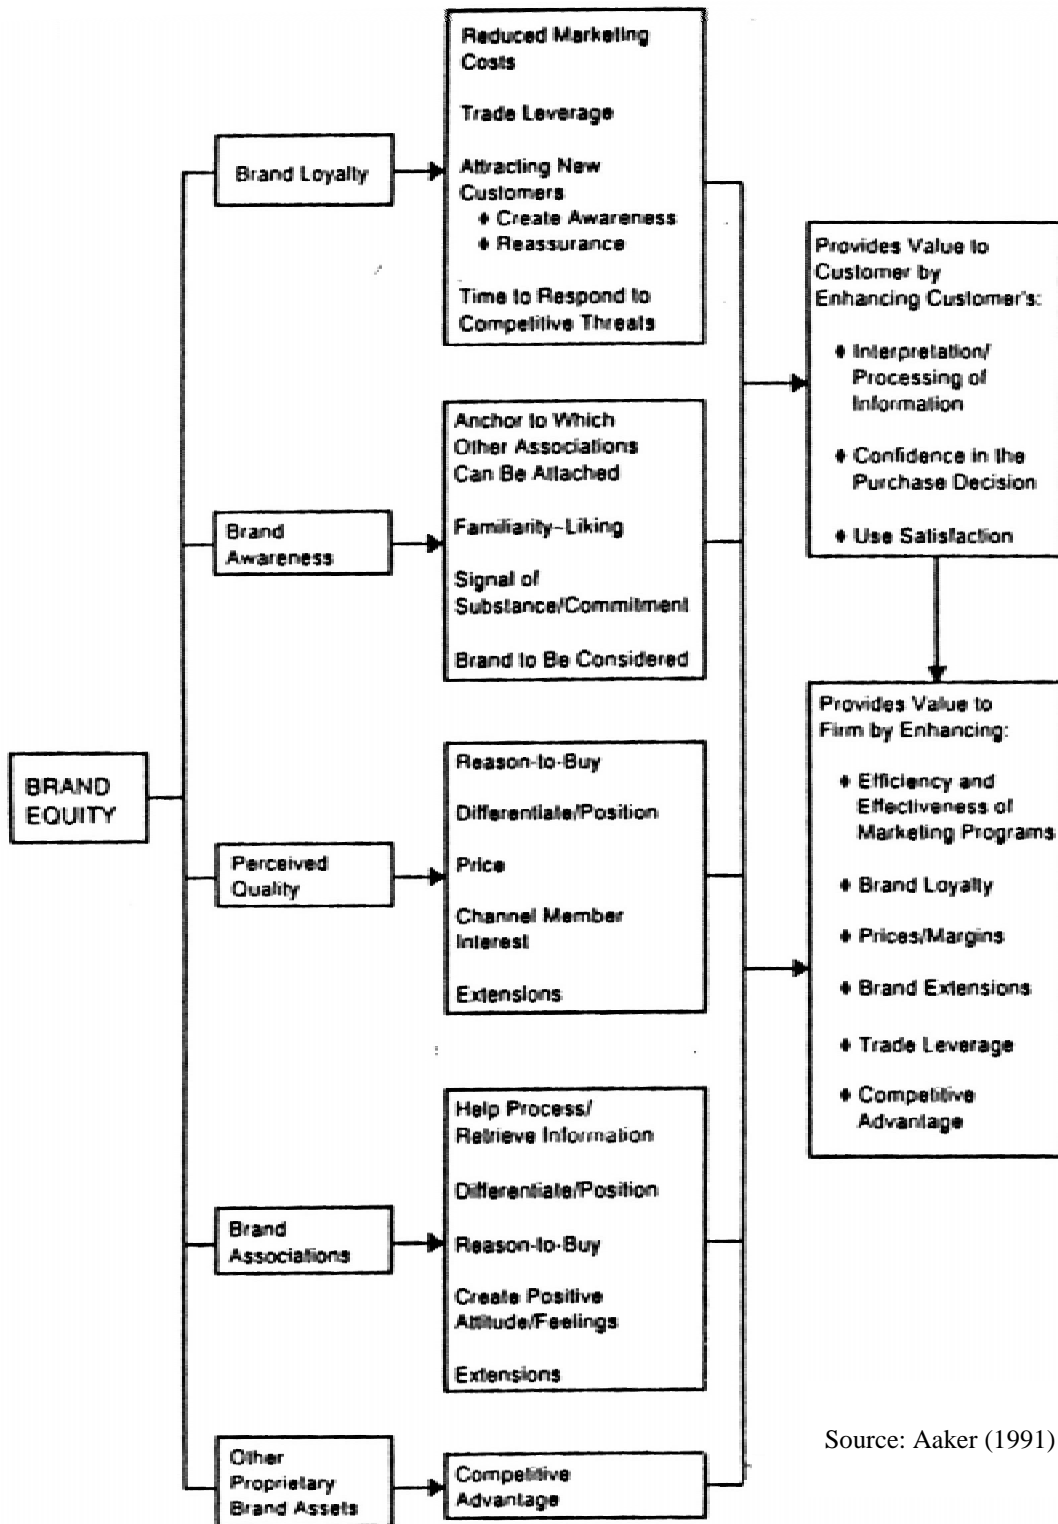 BRAND
EQUITY
Brand Loyalty
Reduced Marketing
Costs
Trade Leverage
Attracting New
Customers
♦ Create Awareness
♦ Reassurance
Time to Respond to
Competitive Threats
Brand
Awareness
Anchor to Which
Other Associations
Can Be Attached
Familiarity–Liking
Signal of
Substance/Commitment
Brand to Be Considered
Perceived
Quality
Reason-to-Buy
Differentiate/Position
Price
Channel Member
Interest
Extensions
Brand
Associations
Help Process/
Retrieve Information
Differentiate/Position
Reason-to-Buy
Create Positive
Attitude/Feelings
Extensions
Other
Proprietary
Brand Assets
Competitive
Advantage
Provides Value to
Customer by
Enhancing Customer's:
♦ Interpretation/
Processing of
Information
♦ Confidence in the
Purchase Decision
♦ Use Satisfaction
Provides Value to
Firm by Enhancing:
♦ Efficiency and
Effectiveness of
Marketing Programs
♦ Brand Loyalty
♦ Prices/Margins
♦ Brand Extensions
♦ Trade Leverage
♦ Competitive
Advantage
Source: Aaker (1991)